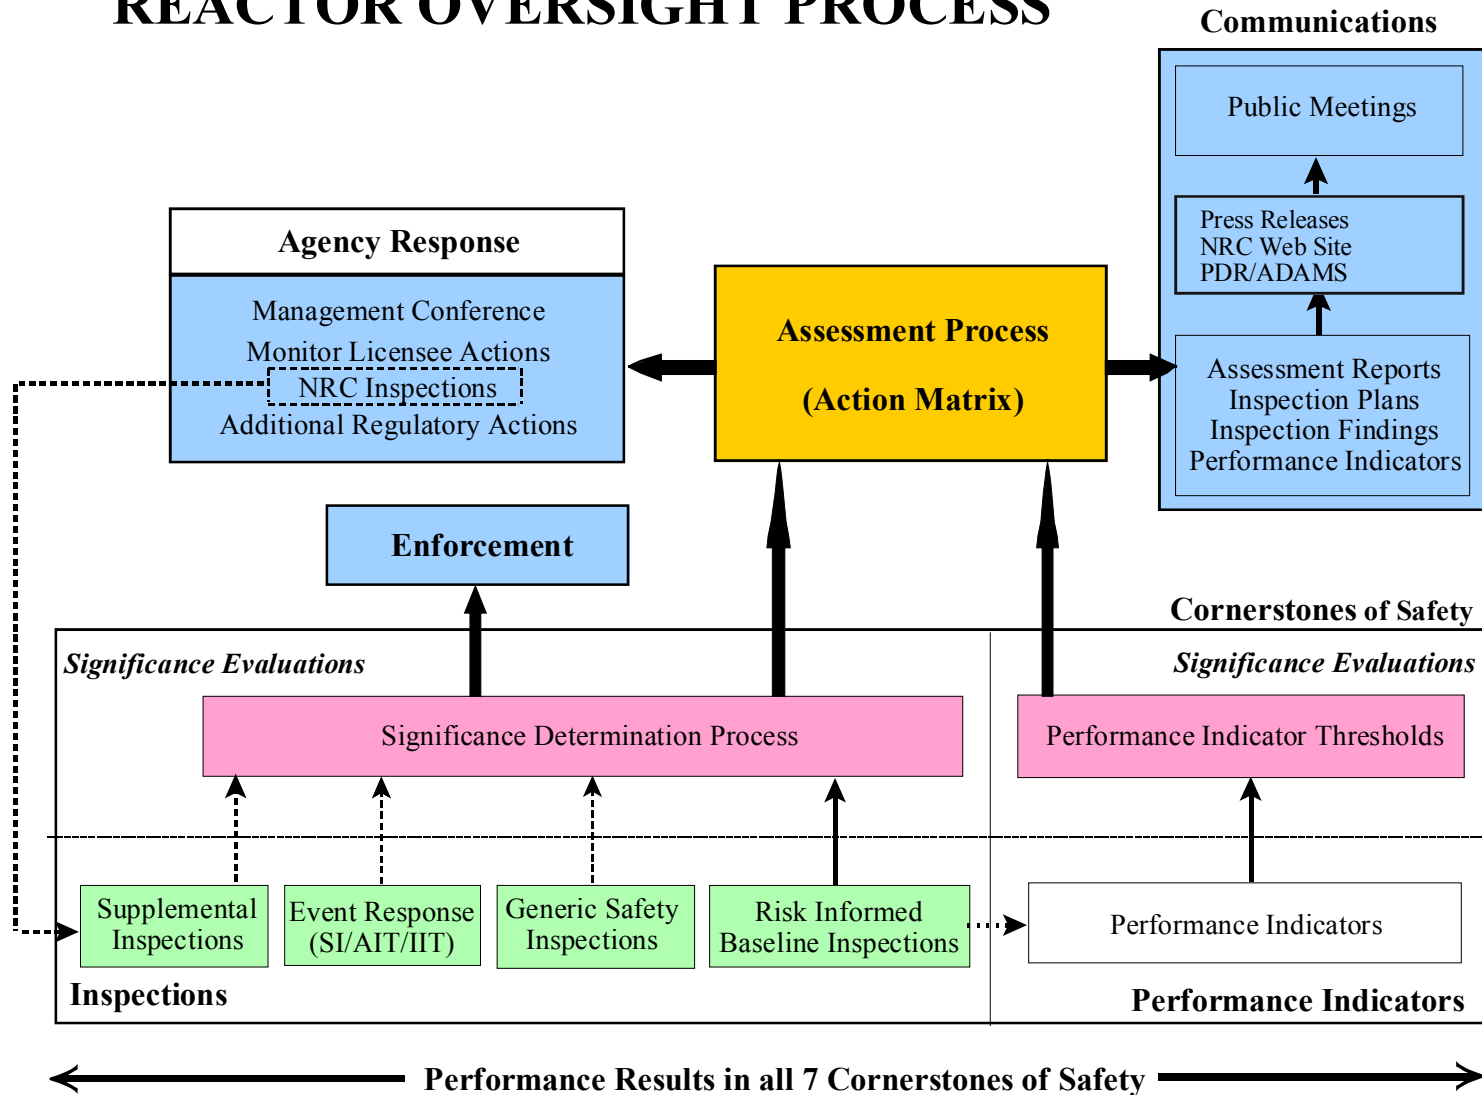 REACTOR OVERSIGHT PROCESS
Communications
Public Meetings
Press Releases
NRC Web Site
PDR/ADAMS
Assessment Reports
Inspection Plans
Inspection Findings
Performance Indicators
Agency Response
Management Conference
Monitor Licensee Actions
NRC Inspections
Additional Regulatory Actions
Assessment Process
(Action Matrix)
Enforcement
Cornerstones of Safety
Significance Evaluations
Significance Evaluations
Significance Determination Process
Performance Indicator Thresholds
Supplemental
Inspections
Event Response
(SI/AIT/IIT)
Generic Safety
Inspections
Risk Informed
Baseline Inspections
Performance Indicators
Inspections
Performance Indicators
Performance Results in all 7 Cornerstones of Safety